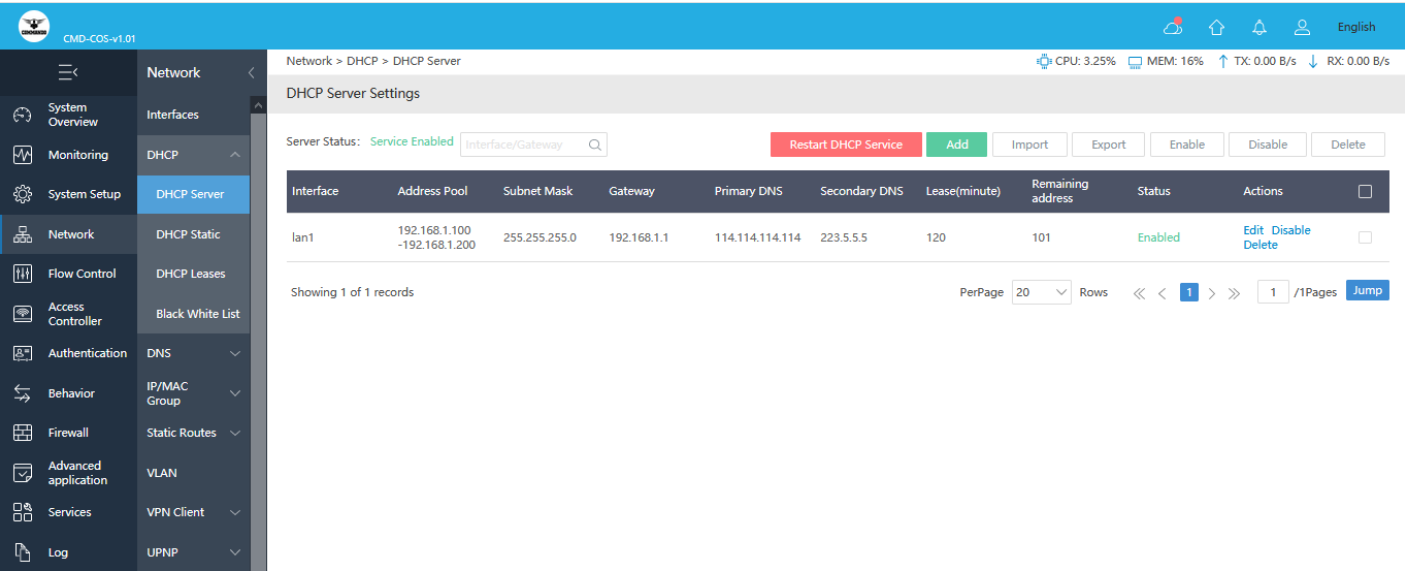 COMMANDO
CMD-COS-v1.01
English
Network > DHCP > DHCP Server
CPU: 3.25% MEM: 16% TX: 0.00 B/s RX: 0.00 B/s
System
Overview
Monitoring
System Setup
Network
Flow Control
Access
Controller
Authentication
Behavior
Firewall
Advanced
application
Services
Log
Network
Interfaces
DHCP
DHCP Server
DHCP Static
DHCP Leases
Black White List
DNS
IP/MAC
Group
Static Routes
VLAN
VPN Client
UPNP
DHCP Server Settings
Server Status: Service Enabled Interface/Gateway Restart DHCP Service Add Import Export Enable Disable Delete
Interface Address Pool Subnet Mask Gateway Primary DNS Secondary DNS Lease(minute) Remaining address Status Actions
lan1 192.168.1.100 -192.168.1.200 255.255.255.0 192.168.1.1 114.114.114.114 223.5.5.5 120 101 Enabled Edit Disable Delete
Showing 1 of 1 records PerPage 20 Rows << < 1 > >> 1 /1Pages Jump